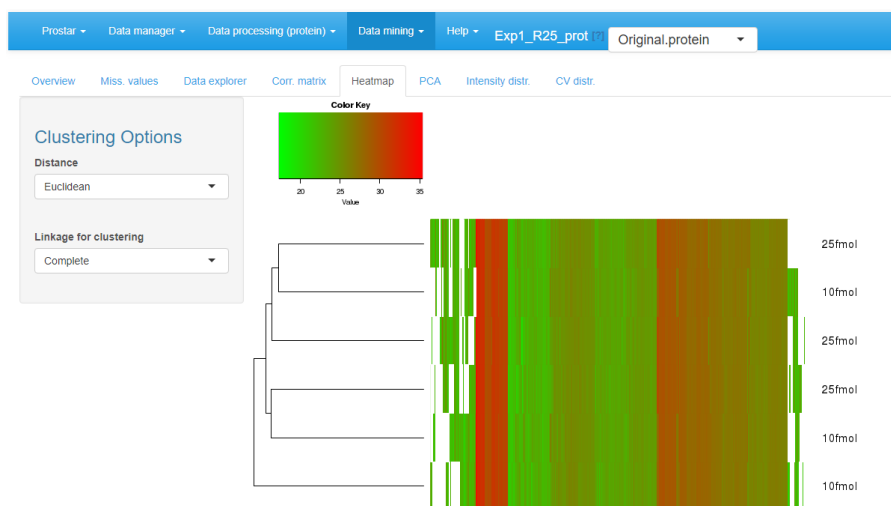 Prostar Data manager Data processing (protein) Data mining Help Exp1_R25_prot [?] Original.protein
Overview Miss. values Data explorer Corr. matrix Heatmap PCA Intensity distr. CV distr.
Clustering Options
Distance
Euclidean
Linkage for clustering
Complete
Color Key
20 25 30 35
Value
25fmol
10fmol
25fmol
25fmol
10fmol
10fmol